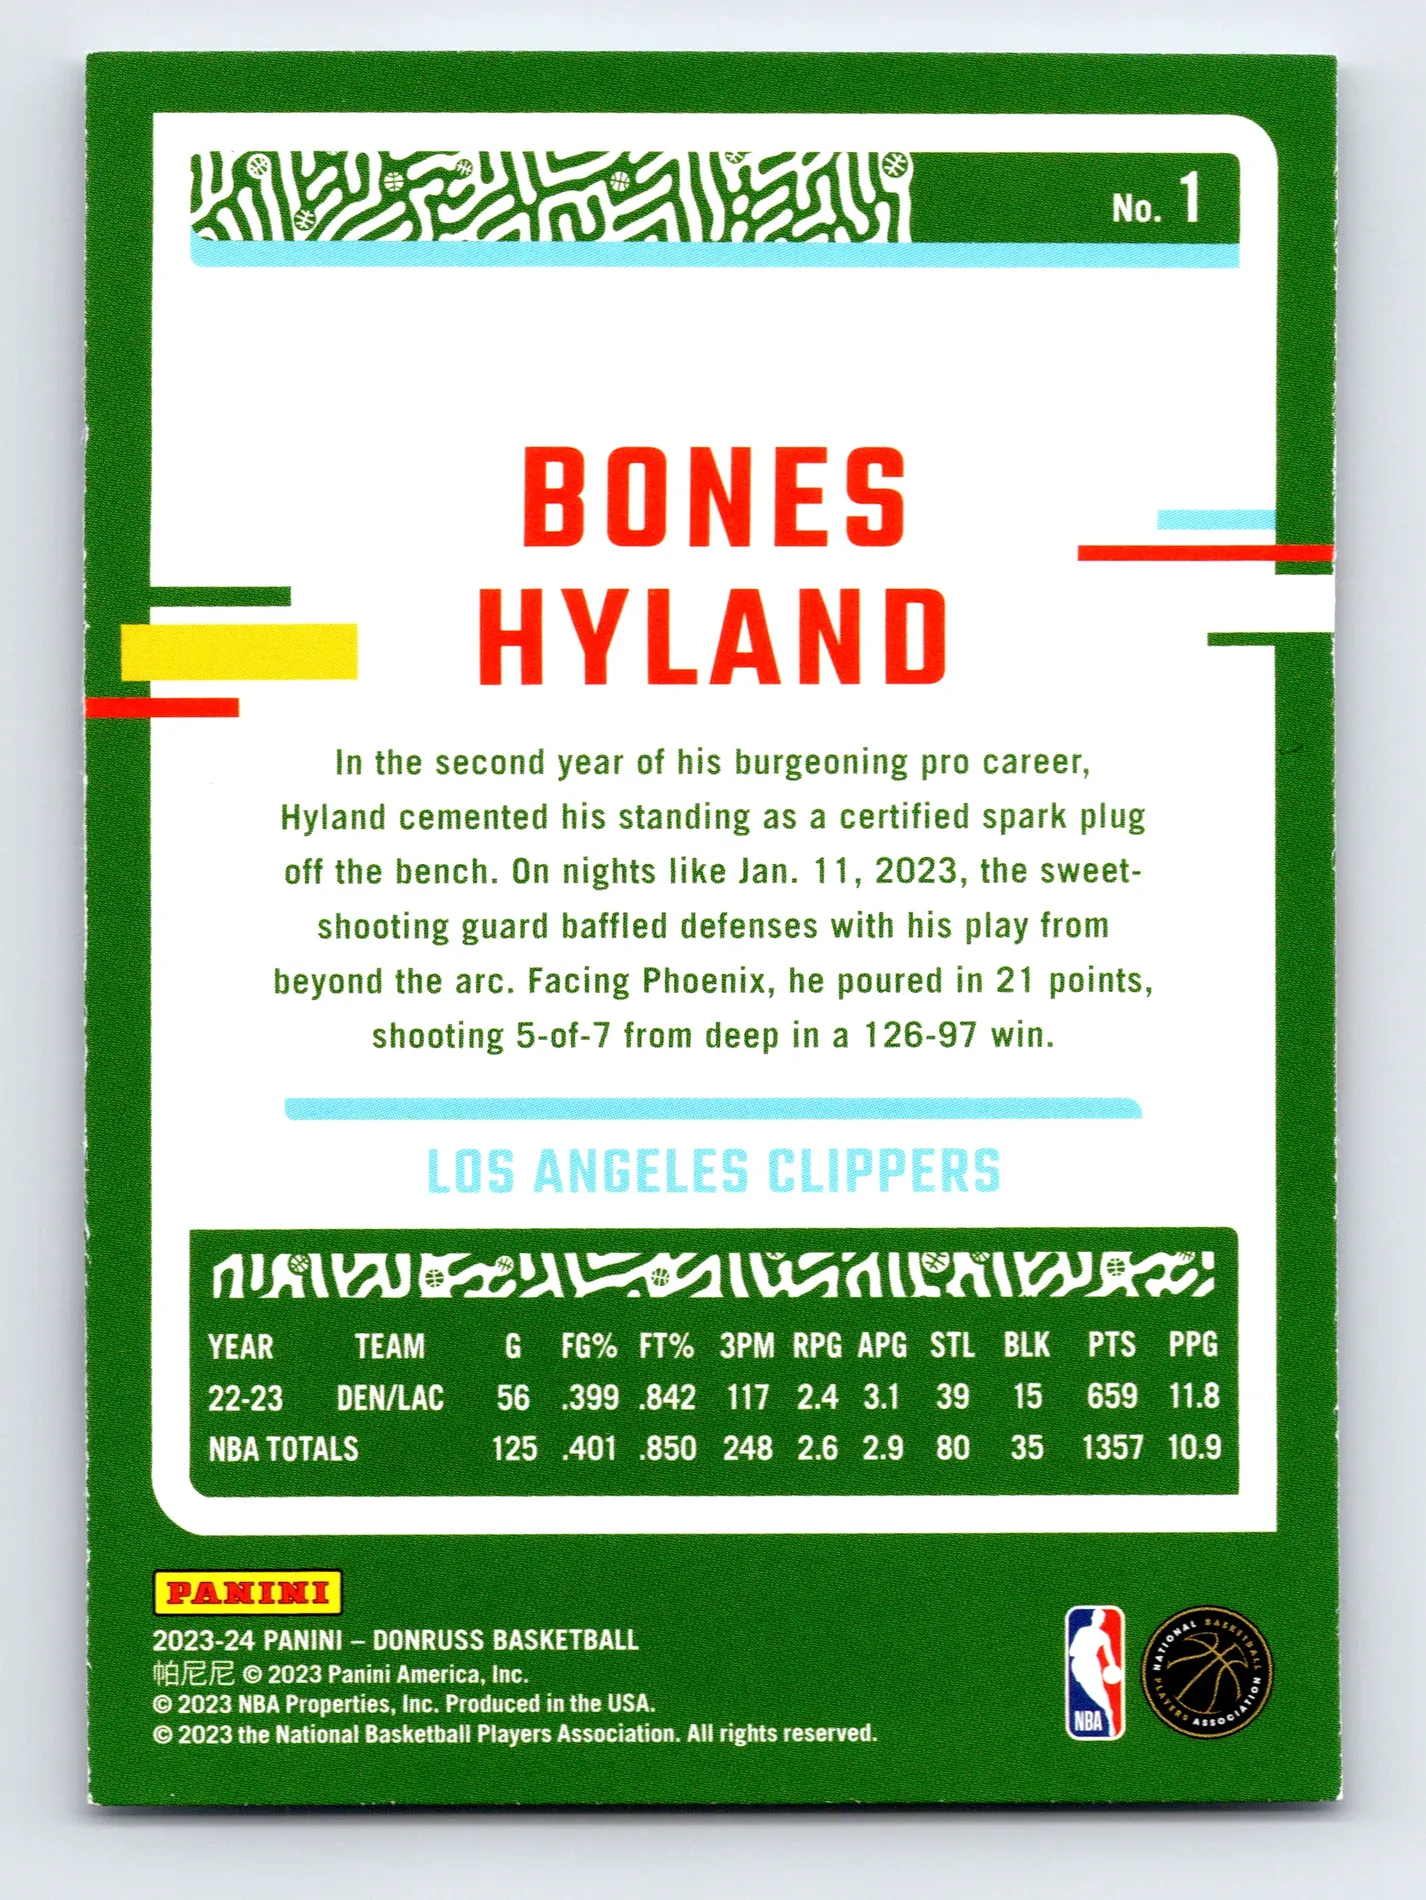 No. 1
BONES
HYLAND
In the second year of his burgeoning pro career,
Hyland cemented his standing as a certified spark plug
off the bench. On nights like Jan. 11, 2023, the sweet-
shooting guard baffled defenses with his play from
beyond the arc. Facing Phoenix, he poured in 21 points,
shooting 5-of-7 from deep in a 126-97 win.
LOS ANGELES CLIPPERS
YEAR TEAM G FG% FT% 3PM RPG APG STL BLK PTS PPG
22-23 DEN/LAC 56 .399 .842 117 2.4 3.1 39 15 659 11.8
NBA TOTALS 125 .401 .850 248 2.6 2.9 80 35 1357 10.9
PANINI
2023-24 PANINI – DONRUSS BASKETBALL
帕尼尼 © 2023 Panini America, Inc.
© 2023 NBA Properties, Inc. Produced in the USA.
© 2023 the National Basketball Players Association. All rights reserved.
NBA
NATIONAL BASKETBALL
PLAYERS ASSOCIATION